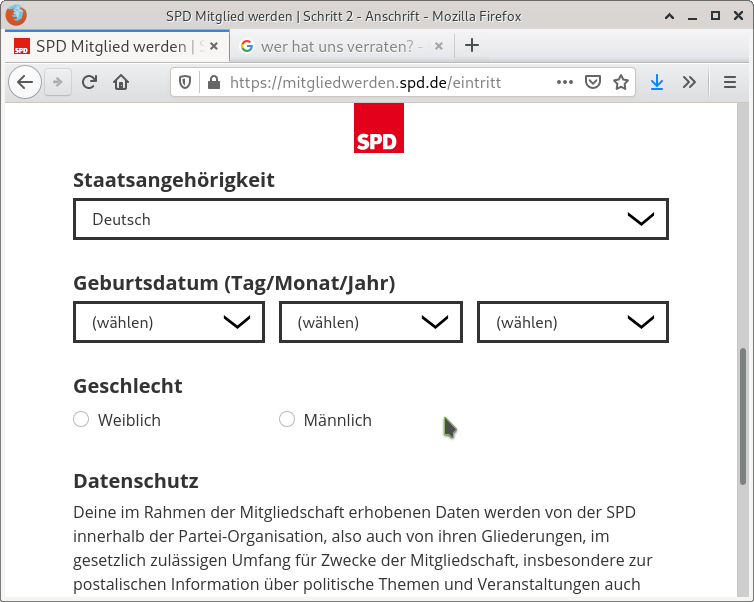 SPD Mitglied werden | Schritt 2 - Anschrift - Mozilla Firefox
SPD
SPD Mitglied werden | S
wer hat uns verraten? -
https://mitgliedwerden.spd.de/eintritt
SPD
Staatsangehörigkeit
Deutsch
Geburtsdatum (Tag/Monat/Jahr)
(wählen) (wählen) (wählen)
Geschlecht
Weiblich Männlich
Datenschutz
Deine im Rahmen der Mitgliedschaft erhobenen Daten werden von der SPD
innerhalb der Partei-Organisation, also auch von ihren Gliederungen, im
gesetzlich zulässigen Umfang für Zwecke der Mitgliedschaft, insbesondere zur
postalischen Information über politische Themen und Veranstaltungen auch